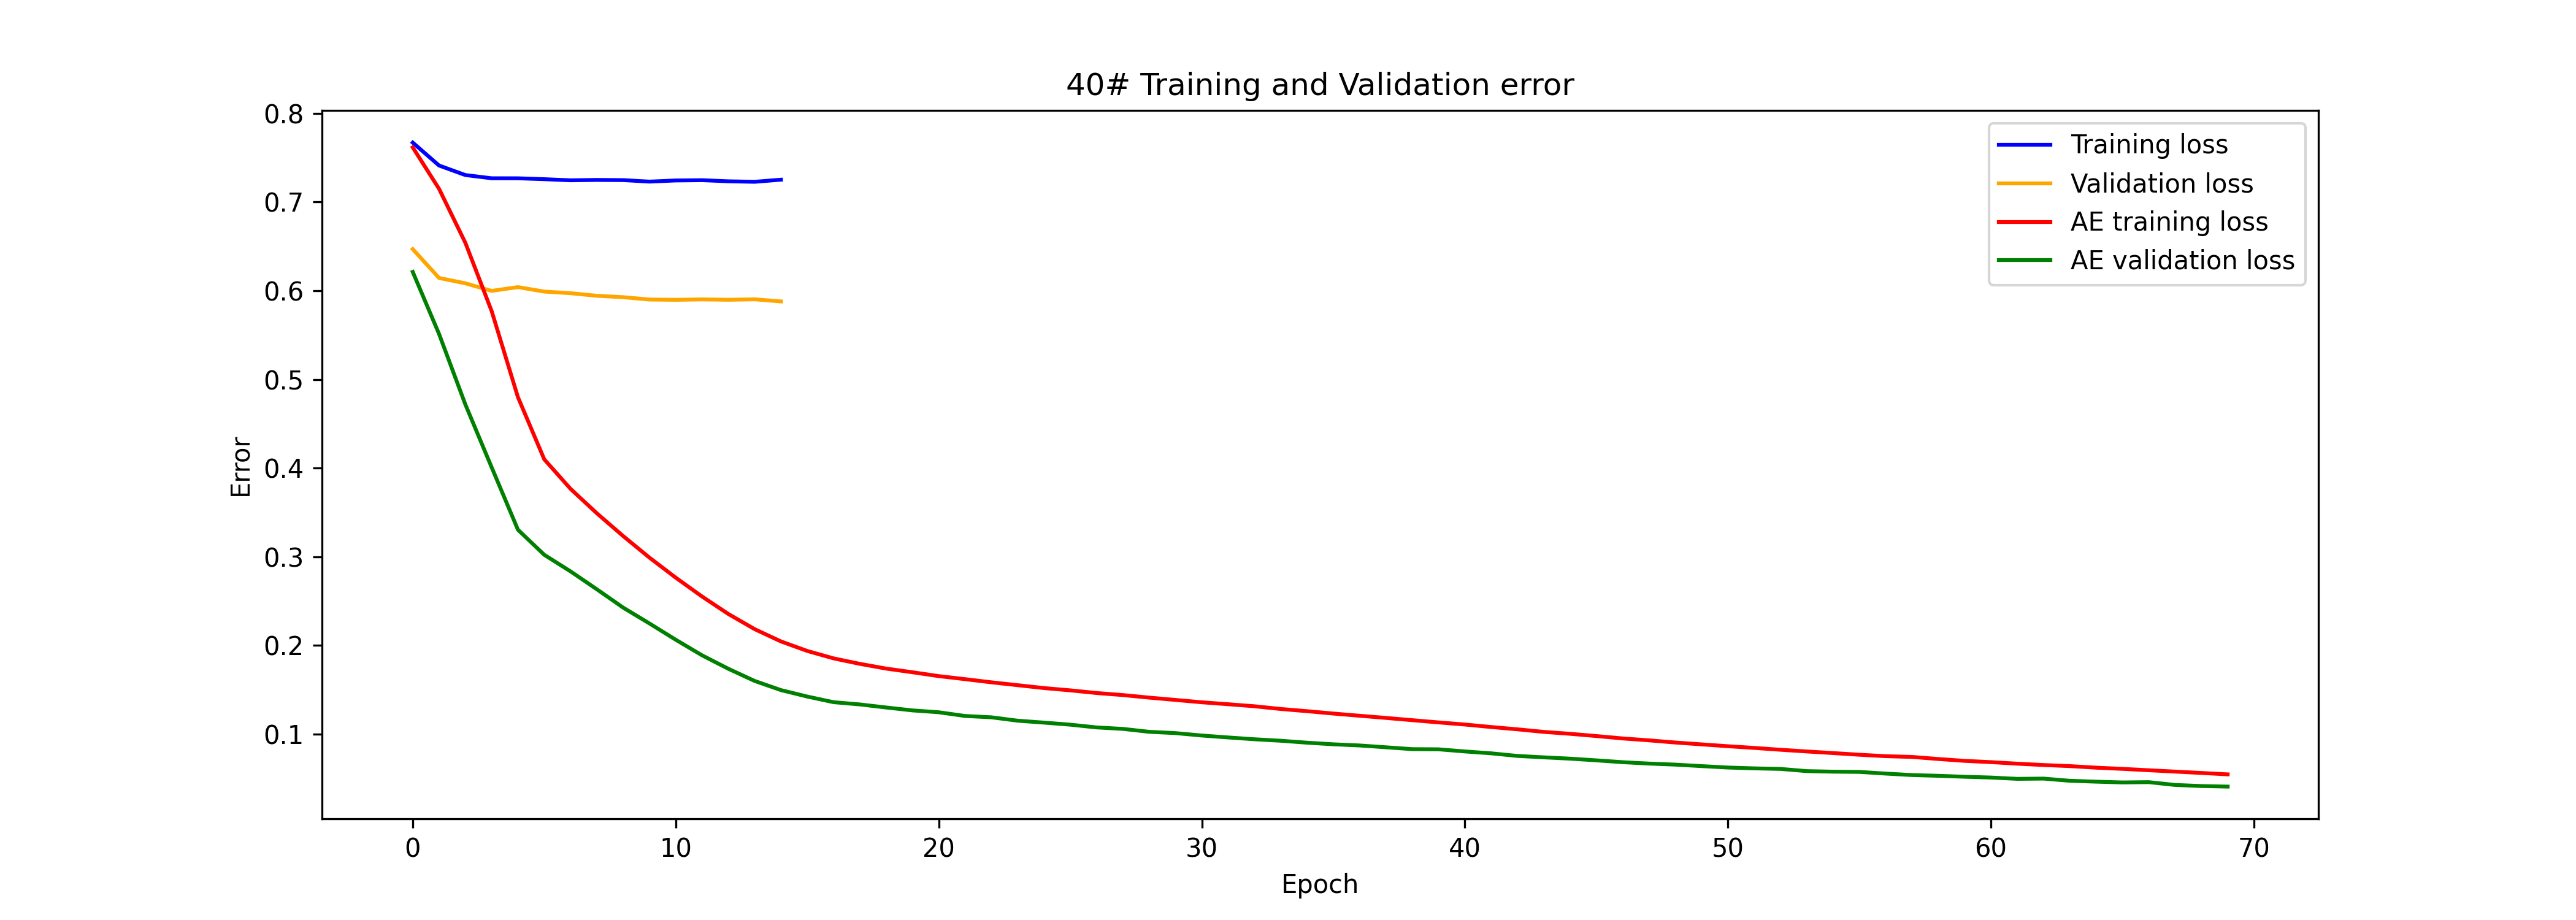 40# Training and Validation error
0.8
0.7
0.6
0.5
0.4
0.3
0.2
0.1
Error
Training loss
Validation loss
AE training loss
AE validation loss
0 10 20 30 40 50 60 70
Epoch